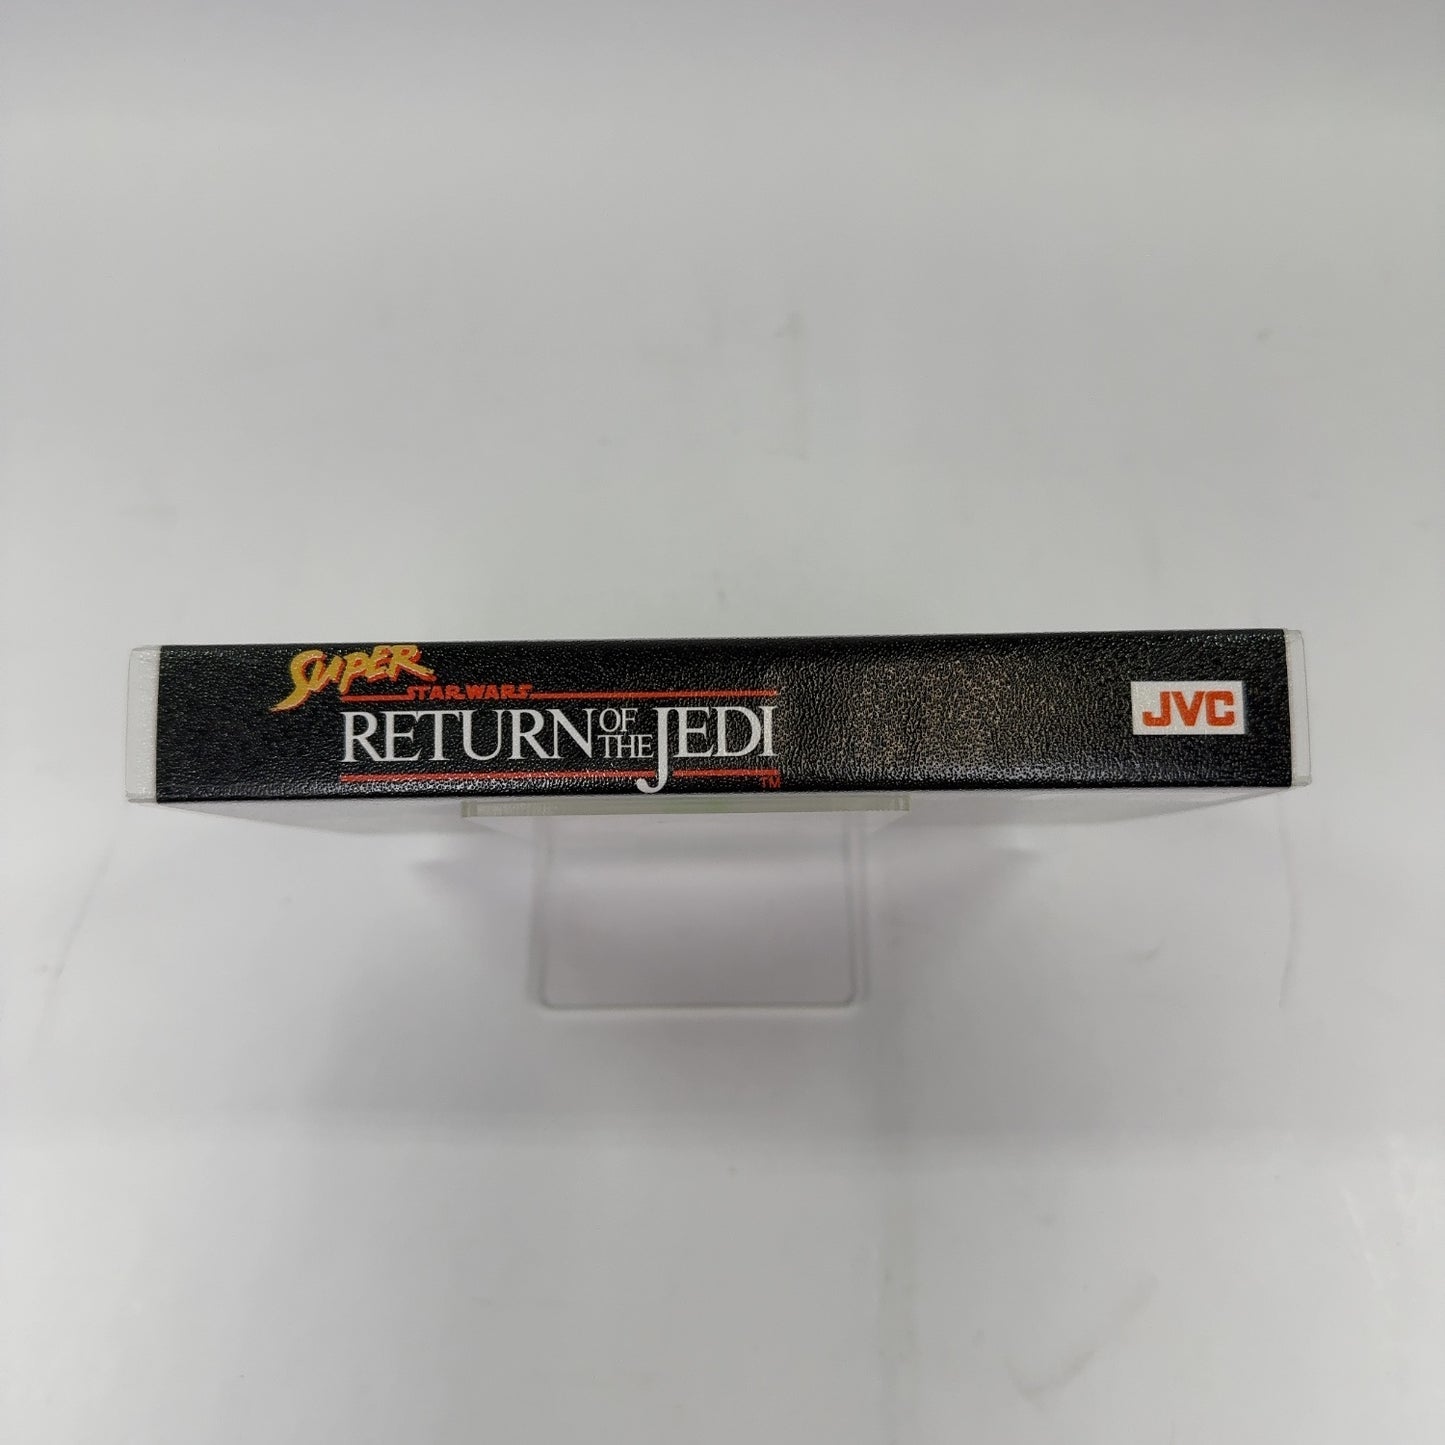 SUPER
STAR WARS
RETURN OF THE JEDI
TM
JVC